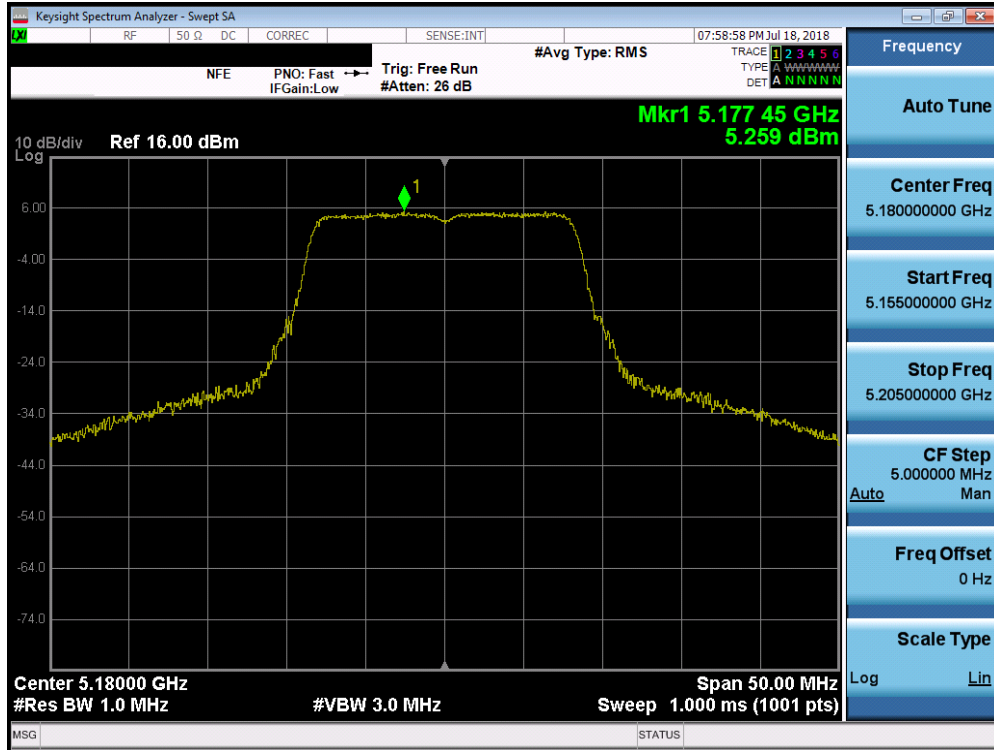 Keysight Spectrum Analyzer - Swept SA
LXI
RF 50 Ω DC CORREC SENSE:INT 07:58:58 PM Jul 18, 2018
#Avg Type: RMS
TRACE 1 2 3 4 5 6
TYPE A WWWWW
DET A N N N N N
NFE PNO: Fast Trig: Free Run
IFGain:Low #Atten: 26 dB
Mkr1 5.177 45 GHz
5.259 dBm
10 dB/div Ref 16.00 dBm
Log
1
6.00
-4.00
-14.0
-24.0
-34.0
-44.0
-54.0
-64.0
-74.0
Center 5.18000 GHz Span 50.00 MHz
#Res BW 1.0 MHz #VBW 3.0 MHz Sweep 1.000 ms (1001 pts)
MSG STATUS
Frequency
Auto Tune
Center Freq
5.180000000 GHz
Start Freq
5.155000000 GHz
Stop Freq
5.205000000 GHz
CF Step
5.000000 MHz
Auto Man
Freq Offset
0 Hz
Scale Type
Log Lin